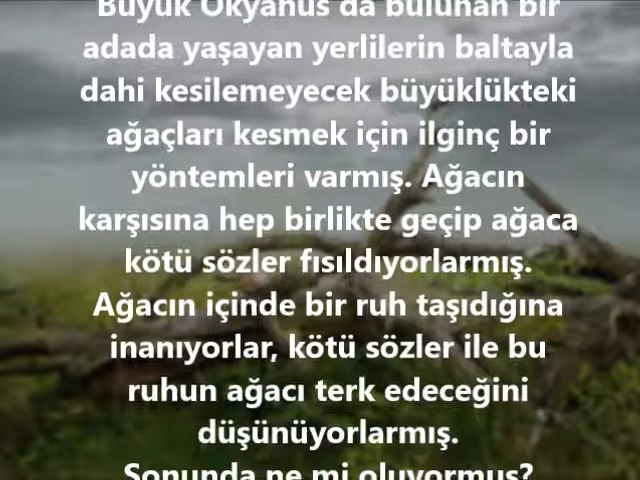 Büyük Okyanus'da bulunan bir
adada yaşayan yerlilerin baltayla
dahi kesilemeyecek büyüklükteki
ağaçları kesmek için ilginç bir
yöntemleri varmış. Ağacın
karşısına hep birlikte geçip ağaca
kötü sözler fısıldıyorlarmış.
Ağacın içinde bir ruh taşıdığına
inanıyorlar, kötü sözler ile bu
ruhun ağacı terk edeceğini
düşünüyorlarmış.
Sonunda ne mi oluyormuş?